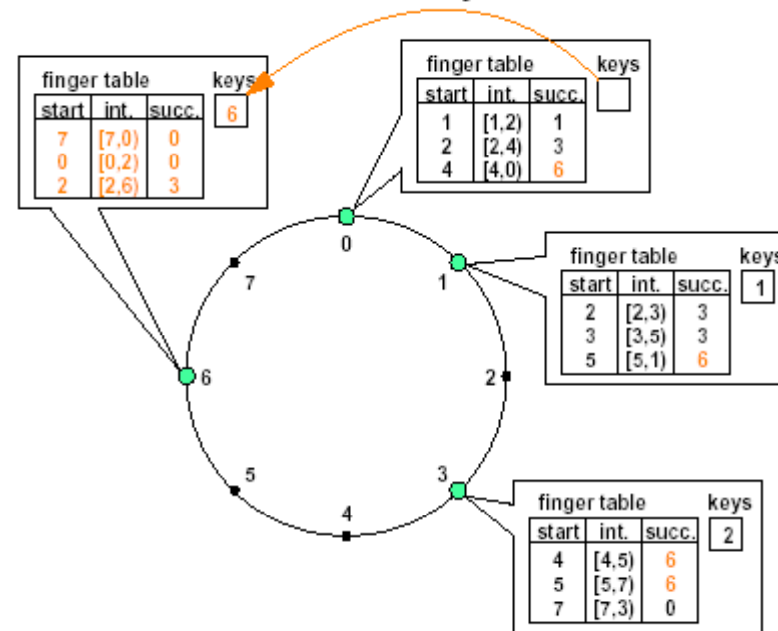 finger table keys
start int. succ. 6
7 [7,0) 0
0 [0,2) 0
2 [2,6) 3
finger table keys
start int. succ.
1 [1,2) 1
2 [2,4) 3
4 [4,0) 6
finger table keys
start int. succ. 1
2 [2,3) 3
3 [3,5) 3
5 [5,1) 6
0
7
1
6
2
5
3
4
finger table keys
start int. succ. 2
4 [4,5) 6
5 [5,7) 6
7 [7,3) 0